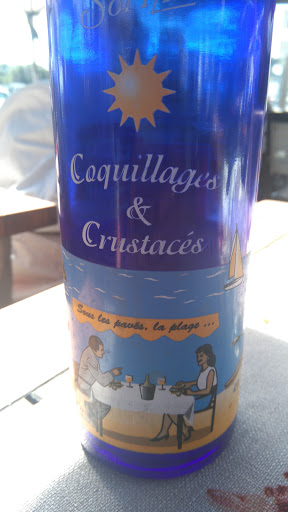 Coquillages
&
Crustacés
Sous les pavés, la plage ...